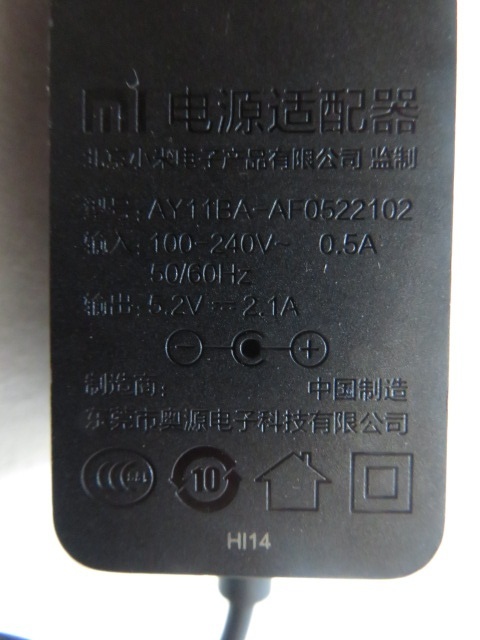 mi 电源适配器
北京小米电子产品有限公司 监制
型号: AY11BA-AF0522102
输入: 100-240V~ 0.5A
50/60Hz
输出: 5.2V ⎓ 2.1A
- +
制造商: 中国制造
东莞市奥源电子科技有限公司
CCC 10
HI14